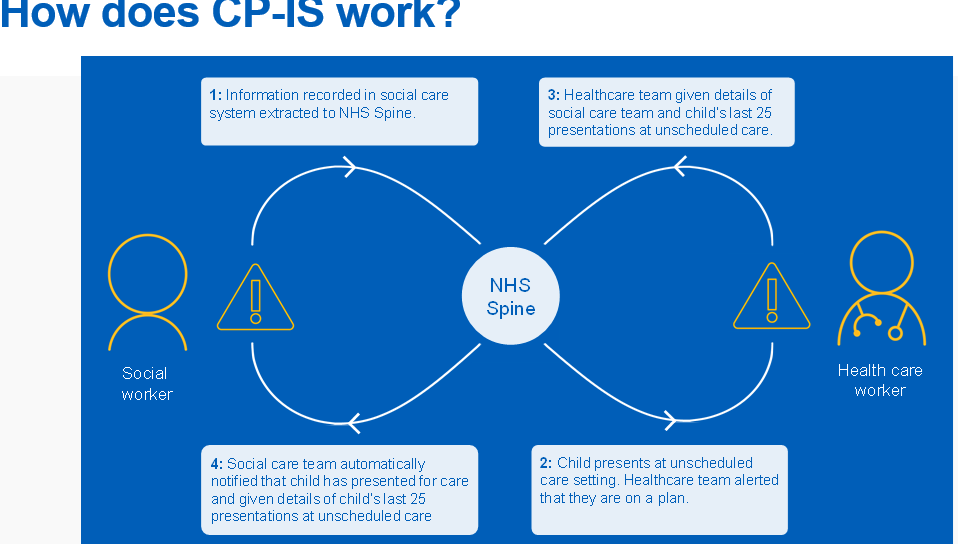 How does CP-IS work?
1: Information recorded in social care
system extracted to NHS Spine.
3: Healthcare team given details of
social care team and child's last 25
presentations at unscheduled care.
NHS
Spine
Social
worker
Health care
worker
4: Social care team automatically
notified that child has presented for care
and given details of child's last 25
presentations at unscheduled care
2: Child presents at unscheduled
care setting. Healthcare team alerted
that they are on a plan.